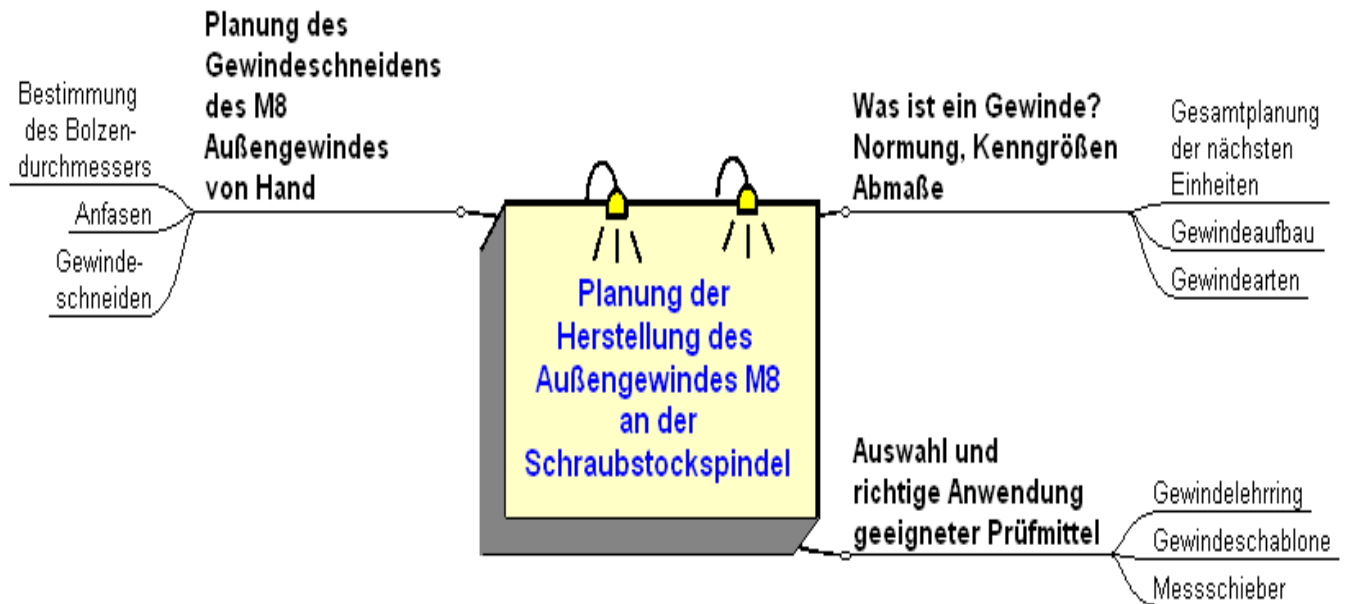 Planung des
Gewindeschneidens
des M8
Außengewindes
von Hand
Bestimmung
des Bolzen-
durchmessers
Anfasen
Gewinde-
schneiden
Was ist ein Gewinde?
Normung, Kenngrößen
Abmaße
Gesamtplanung
der nächsten
Einheiten
Gewindeaufbau
Gewindearten
Planung der
Herstellung des
Außengewindes M8
an der
Schraubstockspindel
Auswahl und
richtige Anwendung
geeigneter Prüfmittel
Gewindelehrring
Gewindeschablone
Messschieber